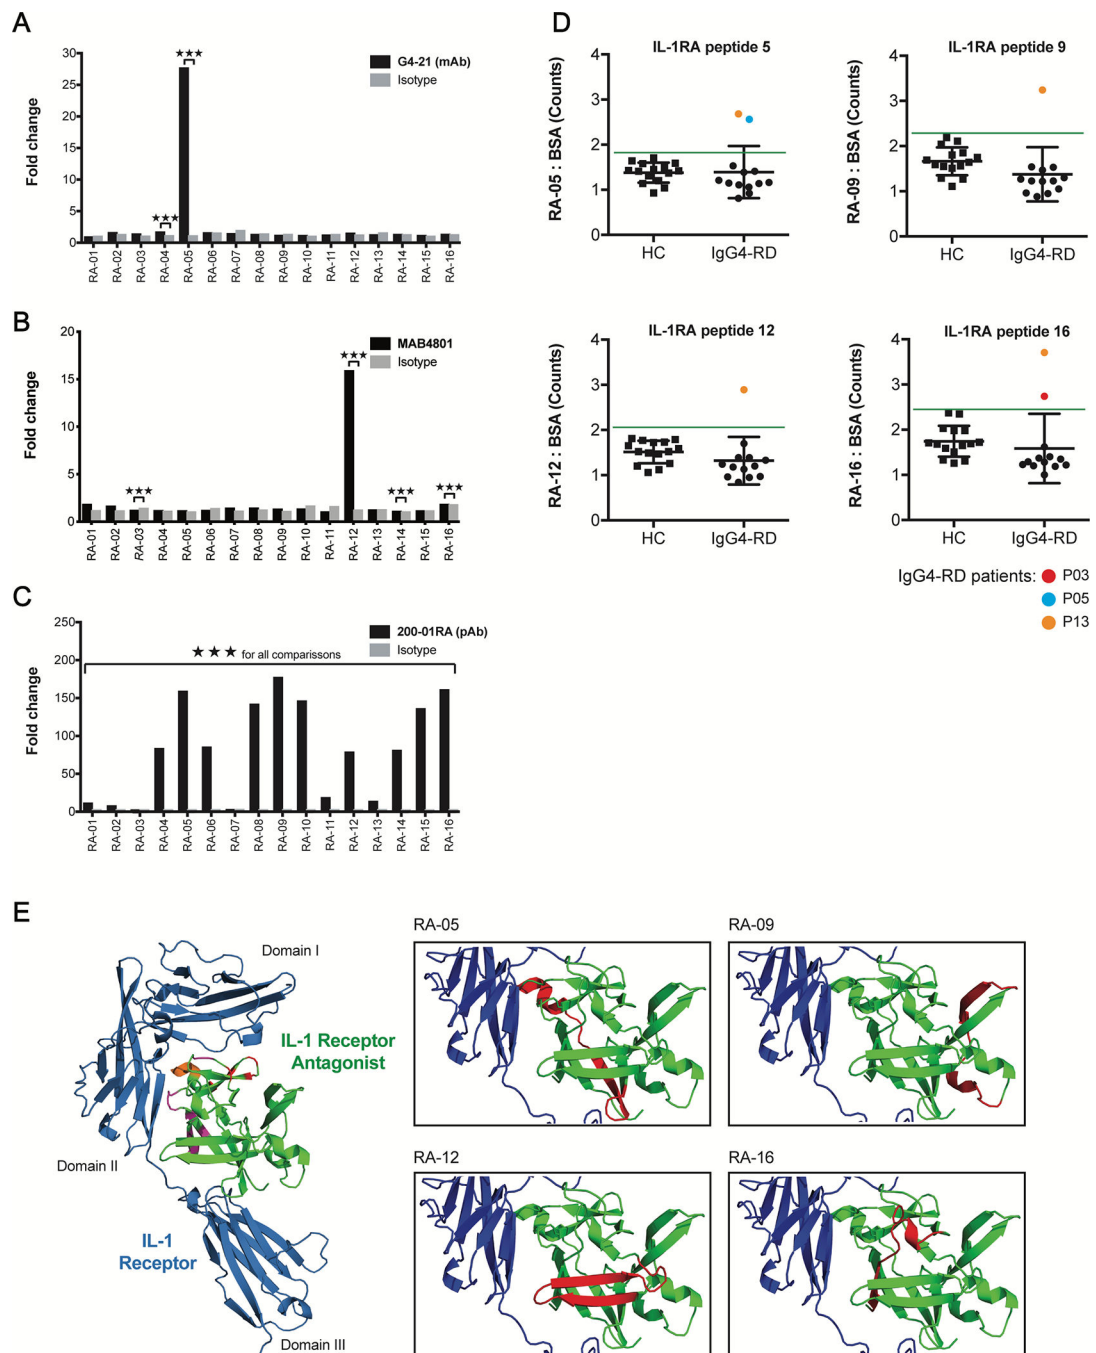 A
30
25
20
15
10
5
0
Fold change
★★★
★★★
G4-21 (mAb)
Isotype
RA-01
RA-02
RA-03
RA-04
RA-05
RA-06
RA-07
RA-08
RA-09
RA-10
RA-11
RA-12
RA-13
RA-14
RA-15
RA-16
B
20
15
10
5
0
Fold change
MAB4801
Isotype
★★★
★★★
★★★
★★★
RA-01
RA-02
RA-03
RA-04
RA-05
RA-06
RA-07
RA-08
RA-09
RA-10
RA-11
RA-12
RA-13
RA-14
RA-15
RA-16
C
250
200
150
100
50
0
Fold change
200-01RA (pAb)
Isotype
★★★ for all comparissons
RA-01
RA-02
RA-03
RA-04
RA-05
RA-06
RA-07
RA-08
RA-09
RA-10
RA-11
RA-12
RA-13
RA-14
RA-15
RA-16
D
IL-1RA peptide 5
RA-05 : BSA (Counts)
4
3
2
1
0
HC IgG4-RD
IL-1RA peptide 9
RA-09 : BSA (Counts)
4
3
2
1
0
HC IgG4-RD
IL-1RA peptide 12
RA-12 : BSA (Counts)
4
3
2
1
0
HC IgG4-RD
IL-1RA peptide 16
RA-16 : BSA (Counts)
4
3
2
1
0
HC IgG4-RD
IgG4-RD patients:
P03
P05
P13
E
Domain I
IL-1 Receptor
Antagonist
Domain II
IL-1
Receptor
Domain III
RA-05
RA-09
RA-12
RA-16